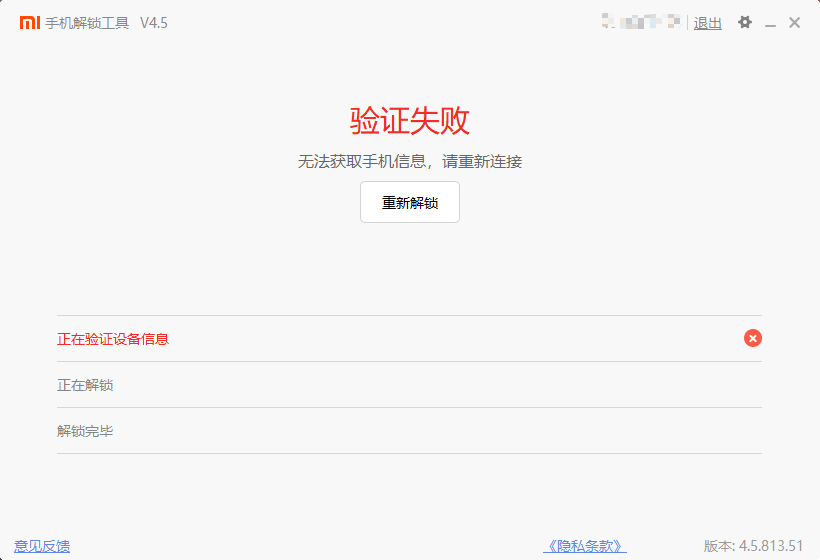 mi 手机解锁工具 V4.5
退出
验证失败
无法获取手机信息，请重新连接
重新解锁
正在验证设备信息
正在解锁
解锁完毕
意见反馈
《隐私条款》
版本: 4.5.813.51